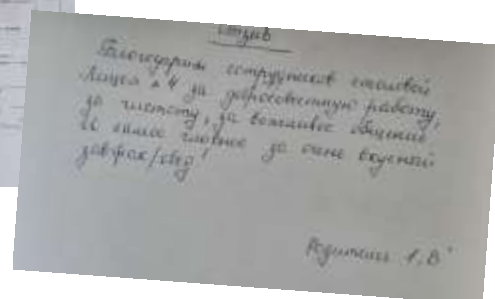 Отзыв
Благодарим сотрудников столовой
Лицея № 4 за добросовестную работу,
за чистоту, за вежливое общение.
И самое главное за очень вкусный
завтрак/обед!
Родители 1 "В"